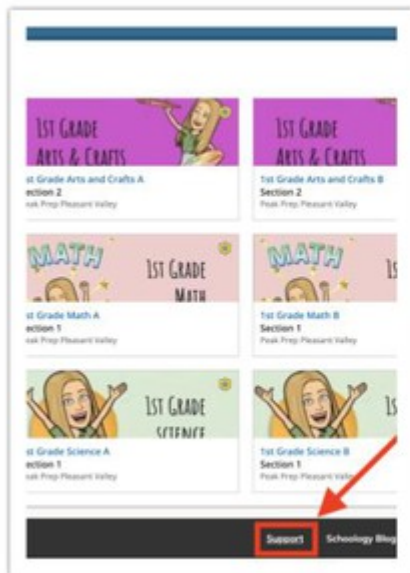 1ST GRADE
ARTS & CRAFTS
1ST GRADE
ARTS & CRAFTS
st Grade Arts and Crafts A
ection 2
eak Prep Pleasant Valley
1st Grade Arts and Crafts B
Section 2
Peak Prep Pleasant Valley
MATH
1ST GRADE
MATH
MATH
1S
st Grade Math A
ection 1
eak Prep Pleasant Valley
1st Grade Math B
Section 1
Peak Prep Pleasant Valley
1ST GRADE
SCIENCE
1ST GRADE
SCIENCE
st Grade Science A
ection 1
eak Prep Pleasant Valley
1st Grade Science B
Section 1
Peak Prep Pleasant Valley
Support
Schoology Blog